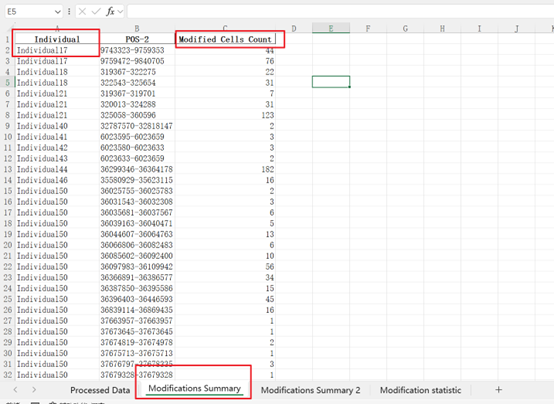 E5 fx
A B C D E F G H I J K
1 Individual POS-2 Modified Cells Count
2 Individual17 9743323-9759353 44
3 Individual17 9759472-9840705 76
4 Individual18 319367-322275 22
5 Individual18 322543-325654 31
6 Individual21 319367-319701 7
7 Individual21 320013-324288 31
8 Individual21 325058-360596 123
9 Individual40 32787570-32818147 2
10 Individual41 6023595-6023659 3
11 Individual42 6023580-6023633 3
12 Individual43 6023633-6023659 2
13 Individual44 36299346-36364178 182
14 Individual46 35580929-35623115 16
15 Individual50 36025755-36025783 2
16 Individual50 36031543-36032308 3
17 Individual50 36035681-36037567 6
18 Individual50 36039163-36040471 5
19 Individual50 36044607-36064763 13
20 Individual50 36066806-36082483 6
21 Individual50 36085602-36092400 10
22 Individual50 36097983-36109942 56
23 Individual50 36366891-36386577 34
24 Individual50 36387850-36395586 15
25 Individual50 36396403-36446593 45
26 Individual50 36839114-36869435 16
27 Individual50 37663957-37663957 1
28 Individual50 37673645-37673645 1
29 Individual50 37674819-37674978 2
30 Individual50 37675713-37675713 1
31 Individual50 37676797-37678335 3
32 Individual50 37679328-37679328 1
Processed Data Modifications Summary Modifications Summary 2 Modification statistic +